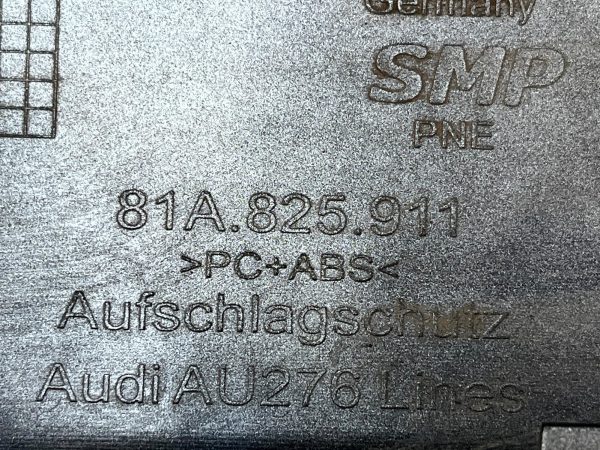 Germany
SMP
PNE
81A.825.911
>PC+ABS<
Aufschlagschutz
Audi AU276 Lines